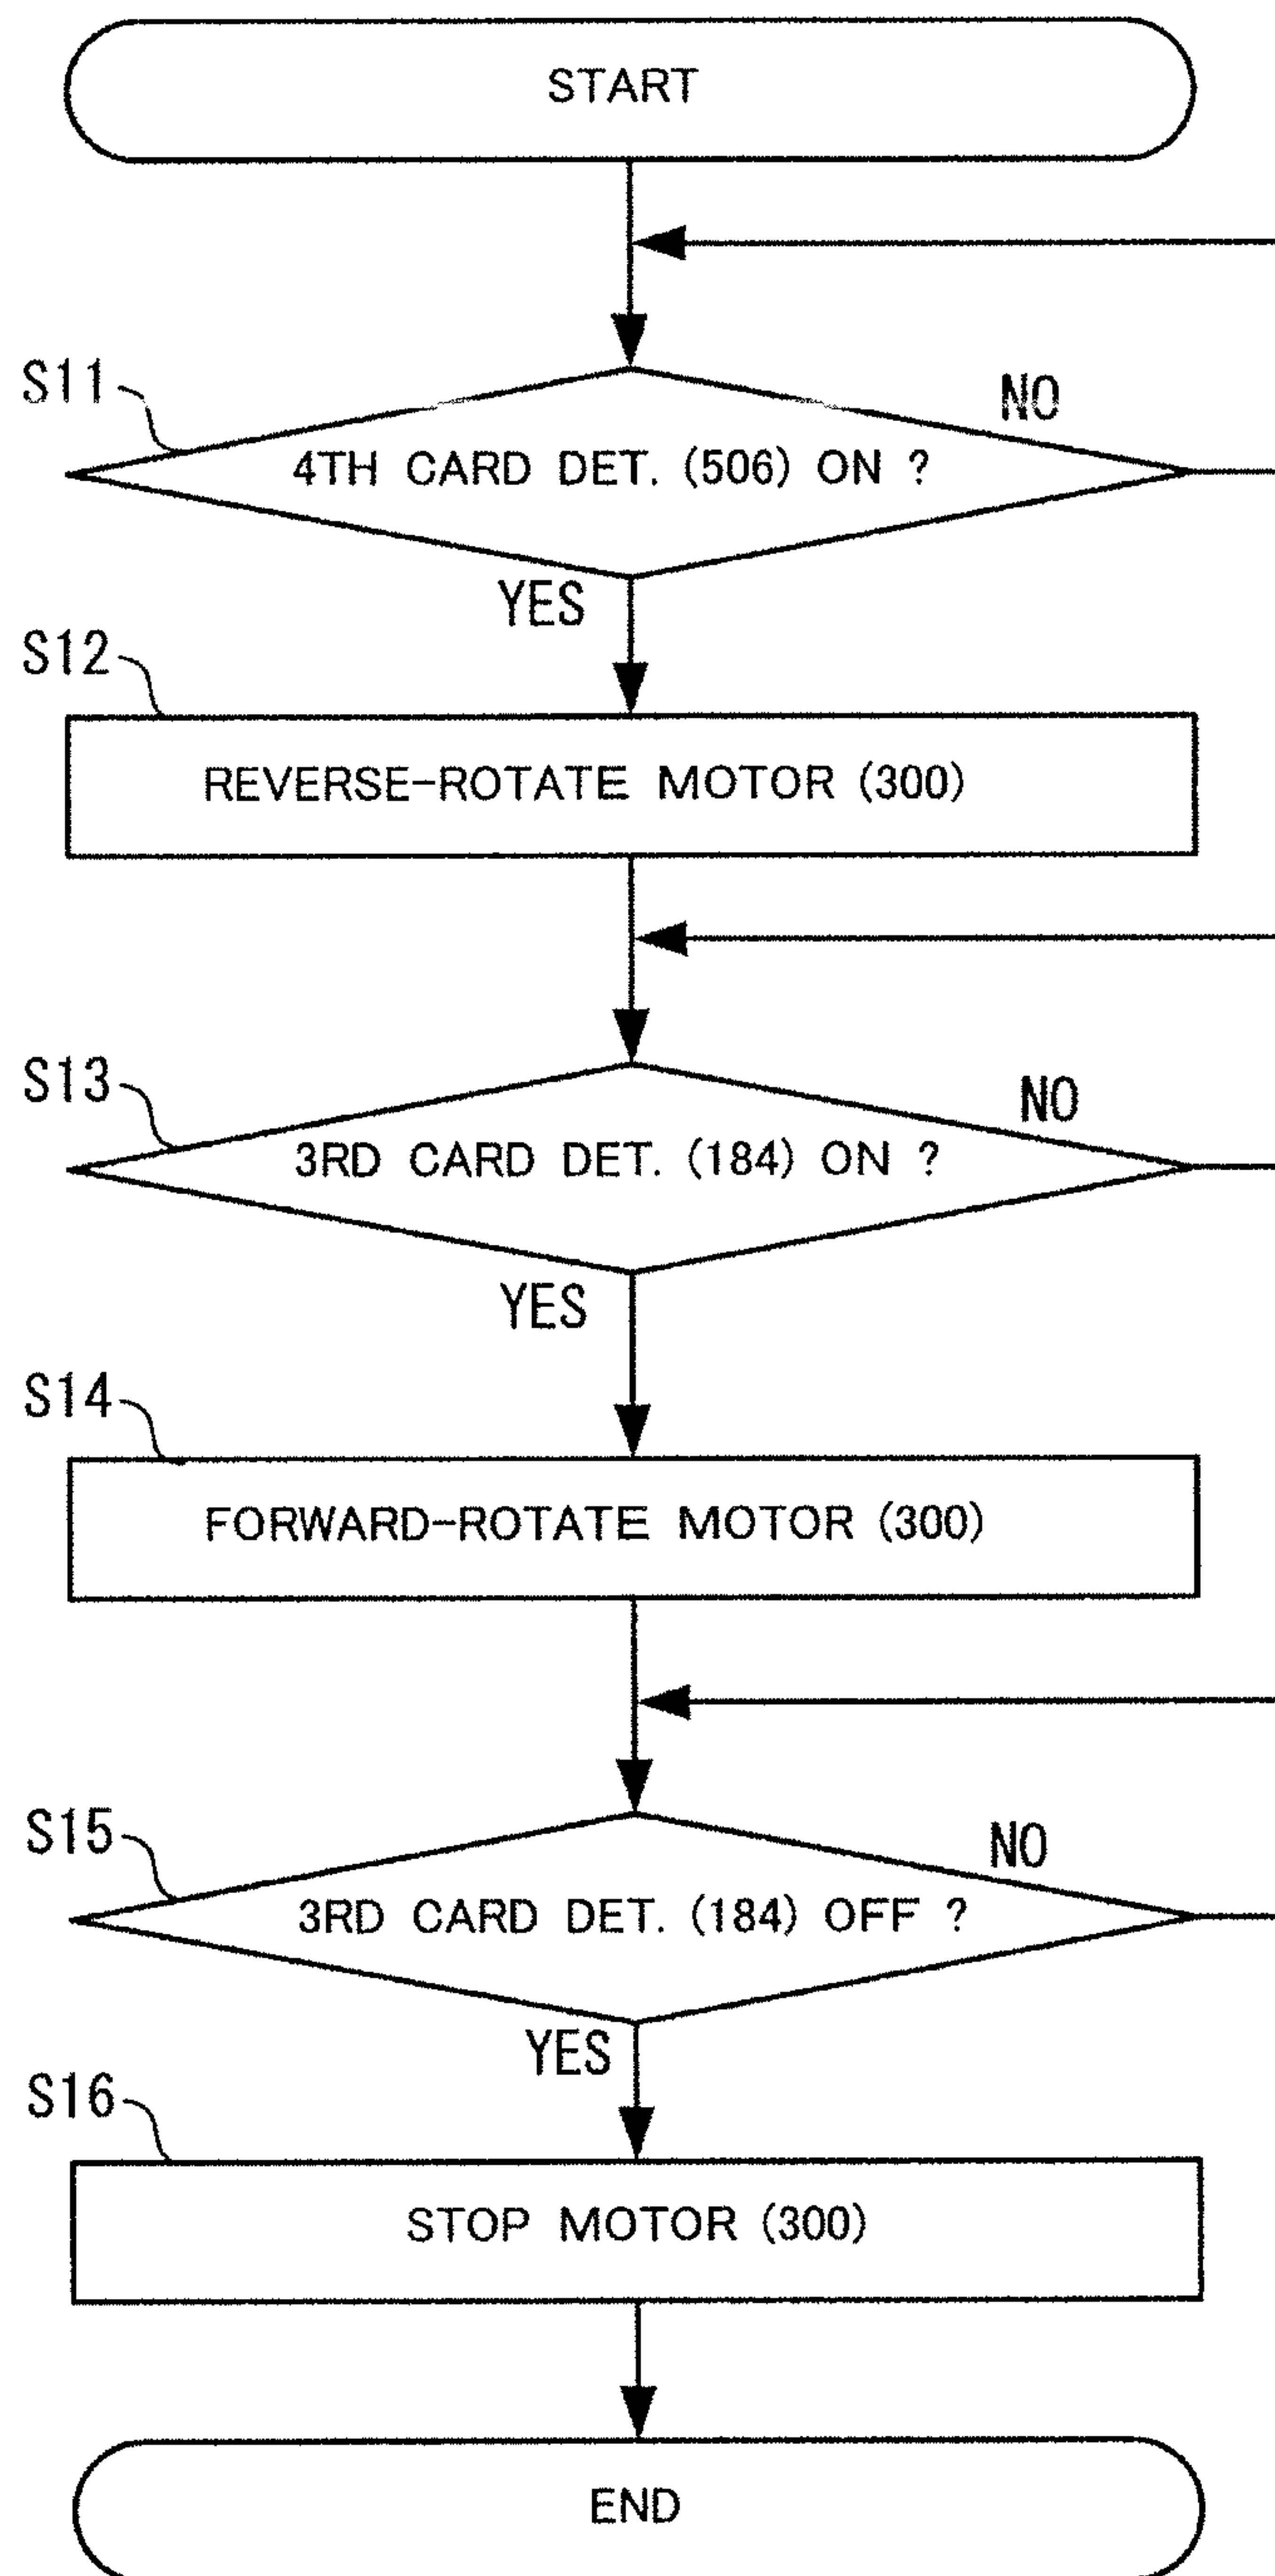 START
S11
NO
4TH CARD DET. (506) ON ?
YES
S12
REVERSE-ROTATE MOTOR (300)
S13
NO
3RD CARD DET. (184) ON ?
YES
S14
FORWARD-ROTATE MOTOR (300)
S15
NO
3RD CARD DET. (184) OFF ?
YES
S16
STOP MOTOR (300)
END